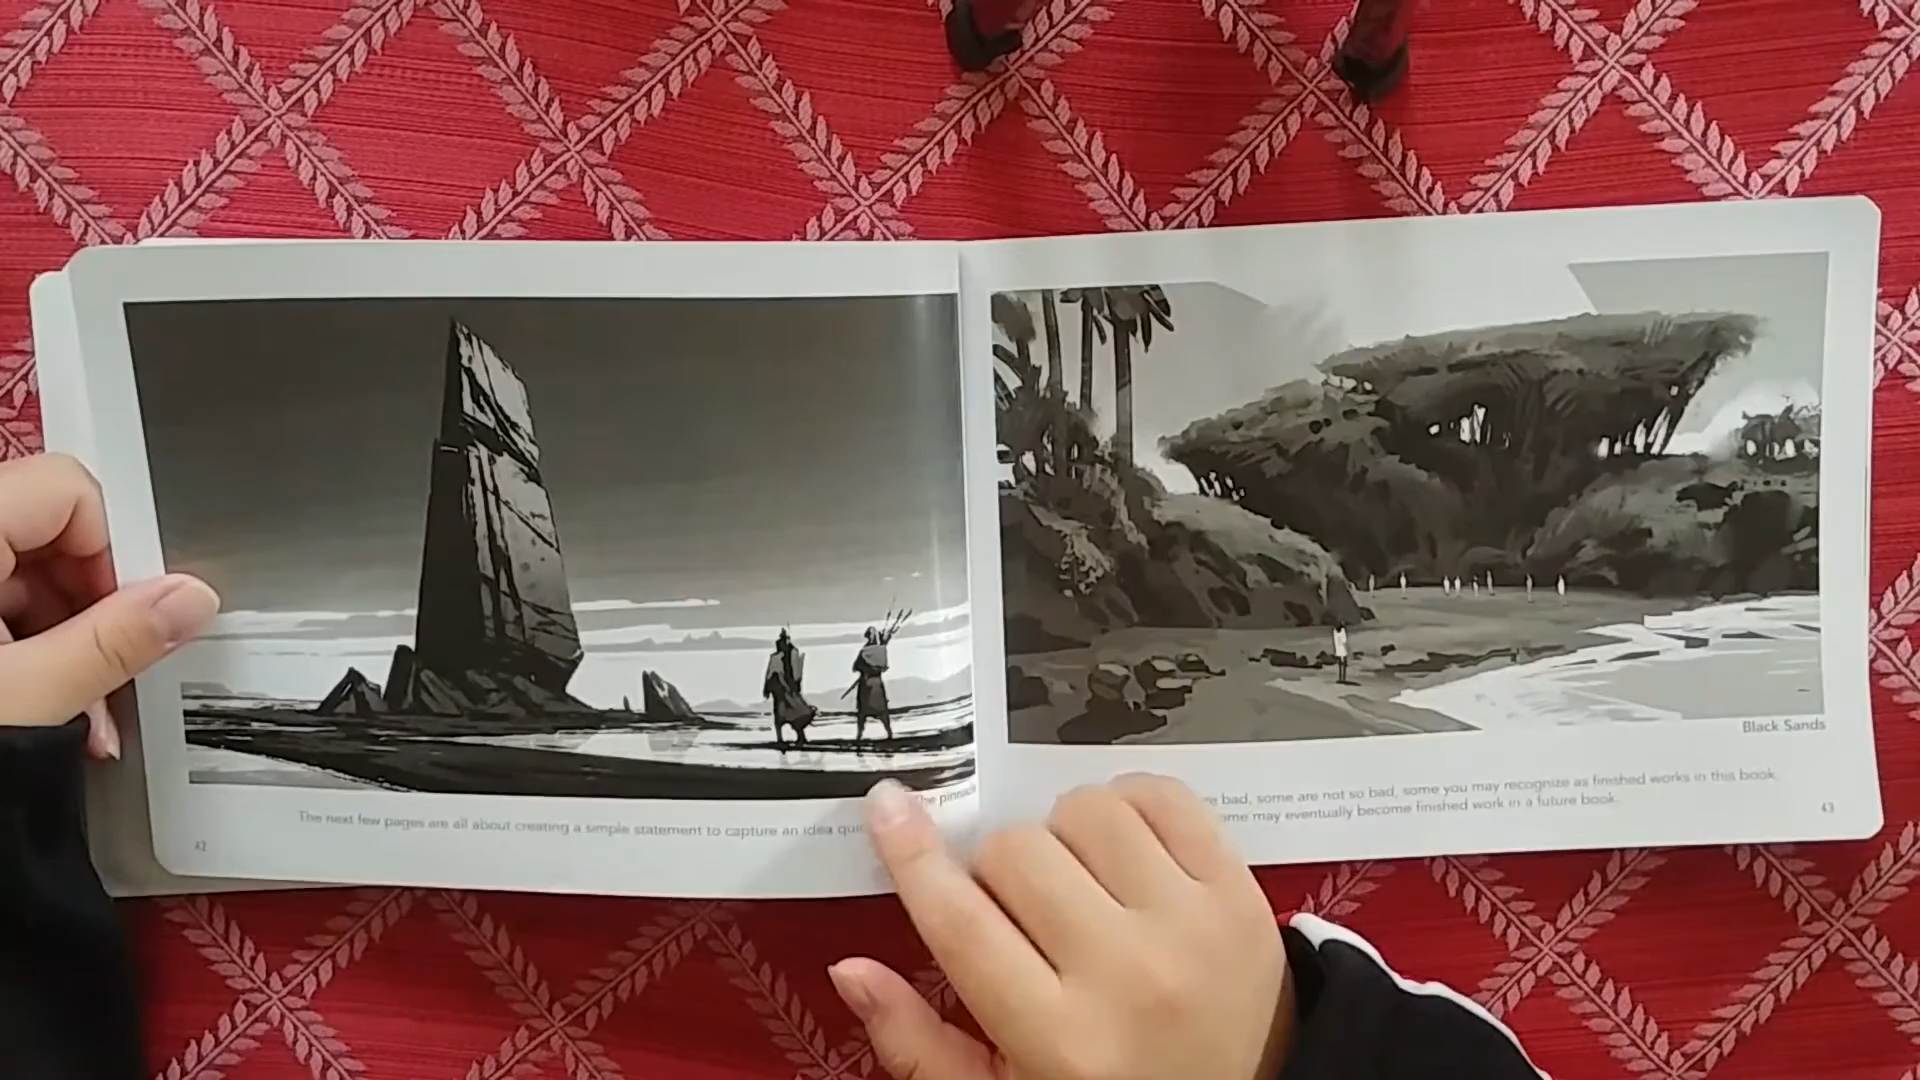 The pinnacle
The next few pages are all about creating a simple statement to capture an idea
42
Black Sands
bad, some are not so bad, some you may recognize as finished works in this book,
may eventually become finished work in a future book.
43